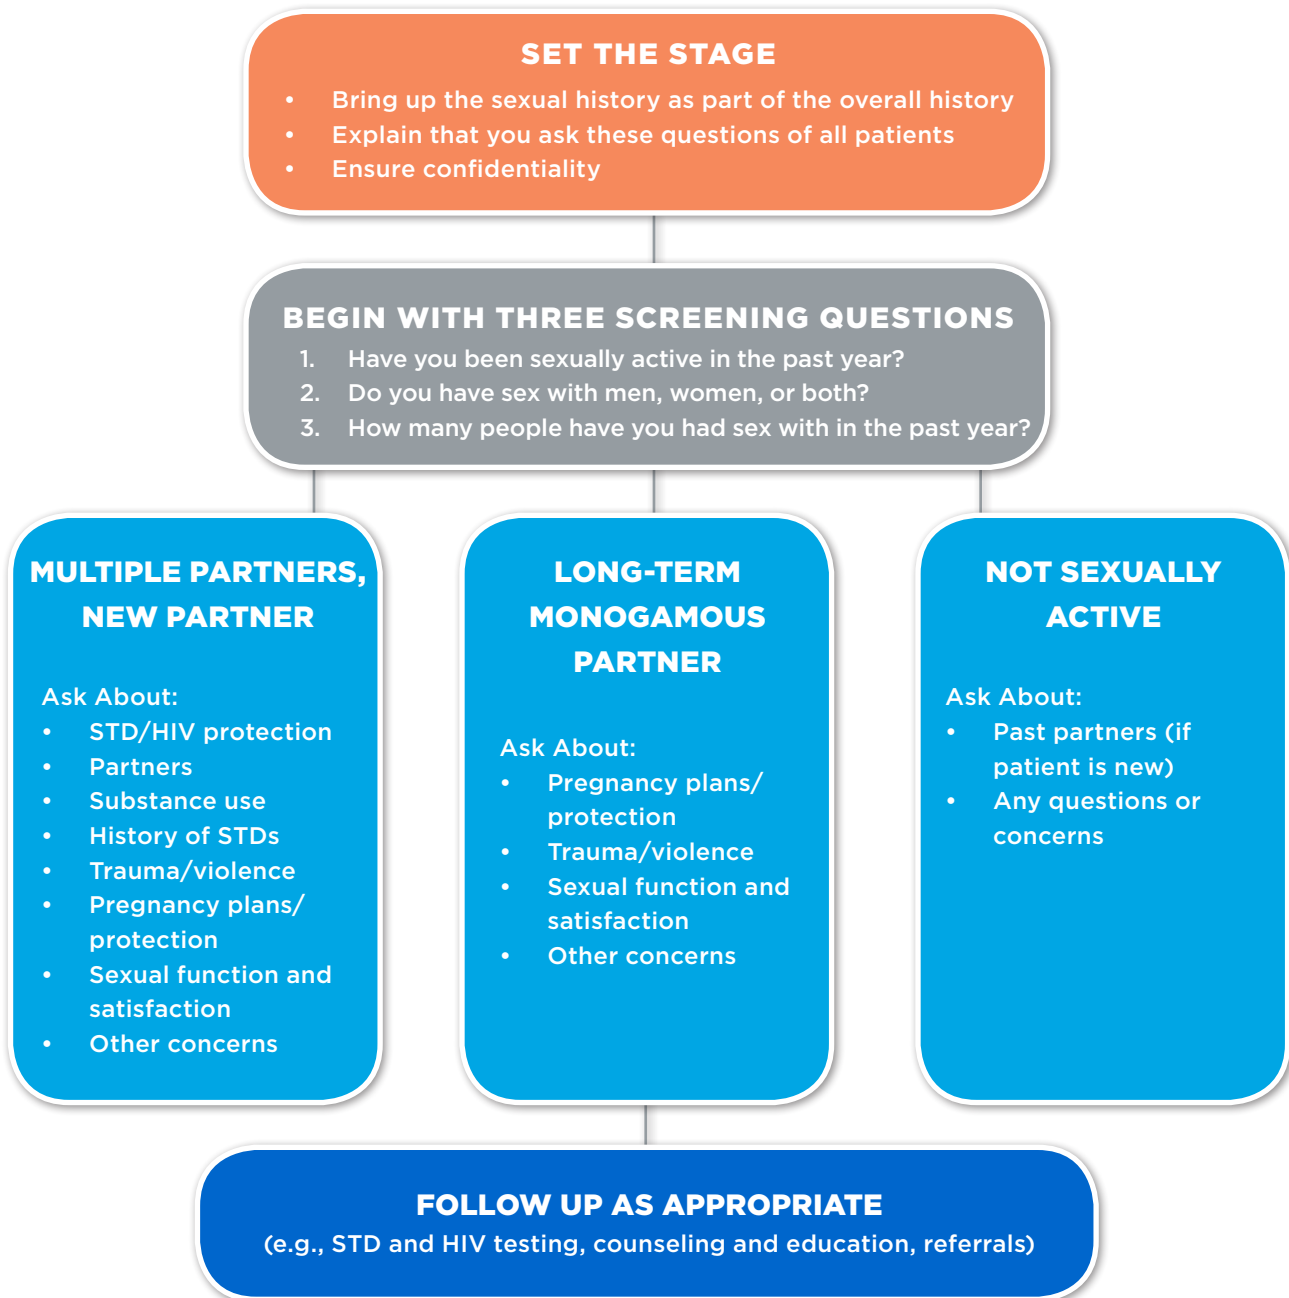 SET THE STAGE
• Bring up the sexual history as part of the overall history
• Explain that you ask these questions of all patients
• Ensure confidentiality
BEGIN WITH THREE SCREENING QUESTIONS
1. Have you been sexually active in the past year?
2. Do you have sex with men, women, or both?
3. How many people have you had sex with in the past year?
MULTIPLE PARTNERS,
NEW PARTNER
Ask About:
• STD/HIV protection
• Partners
• Substance use
• History of STDs
• Trauma/violence
• Pregnancy plans/
protection
• Sexual function and
satisfaction
• Other concerns
LONG-TERM
MONOGAMOUS
PARTNER
Ask About:
• Pregnancy plans/
protection
• Trauma/violence
• Sexual function and
satisfaction
• Other concerns
NOT SEXUALLY
ACTIVE
Ask About:
• Past partners (if
patient is new)
• Any questions or
concerns
FOLLOW UP AS APPROPRIATE
(e.g., STD and HIV testing, counseling and education, referrals)